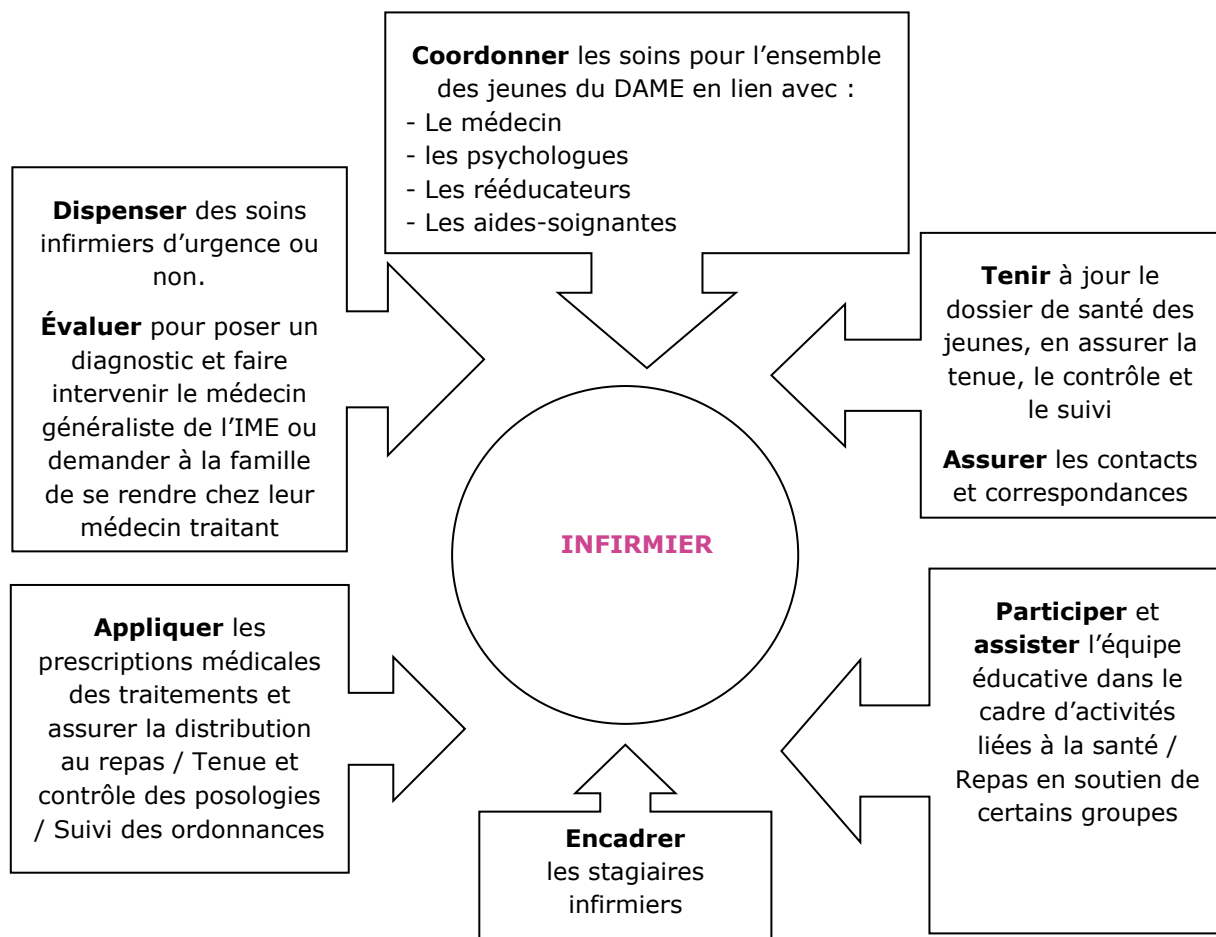 Coordonner les soins pour l’ensemble
des jeunes du DAME en lien avec :
- Le médecin
- les psychologues
- Les rééducateurs
- Les aides-soignantes
Dispenser des soins
infirmiers d’urgence ou
non.
Évaluer pour poser un
diagnostic et faire
intervenir le médecin
généraliste de l’IME ou
demander à la famille
de se rendre chez leur
médecin traitant
Tenir à jour le
dossier de santé des
jeunes, en assurer la
tenue, le contrôle et
le suivi
Assurer les contacts
et correspondances
INFIRMIER
Appliquer les
prescriptions médicales
des traitements et
assurer la distribution
au repas / Tenue et
contrôle des posologies
/ Suivi des ordonnances
Participer et
assister l’équipe
éducative dans le
cadre d’activités
liées à la santé /
Repas en soutien de
certains groupes
Encadrer
les stagiaires
infirmiers